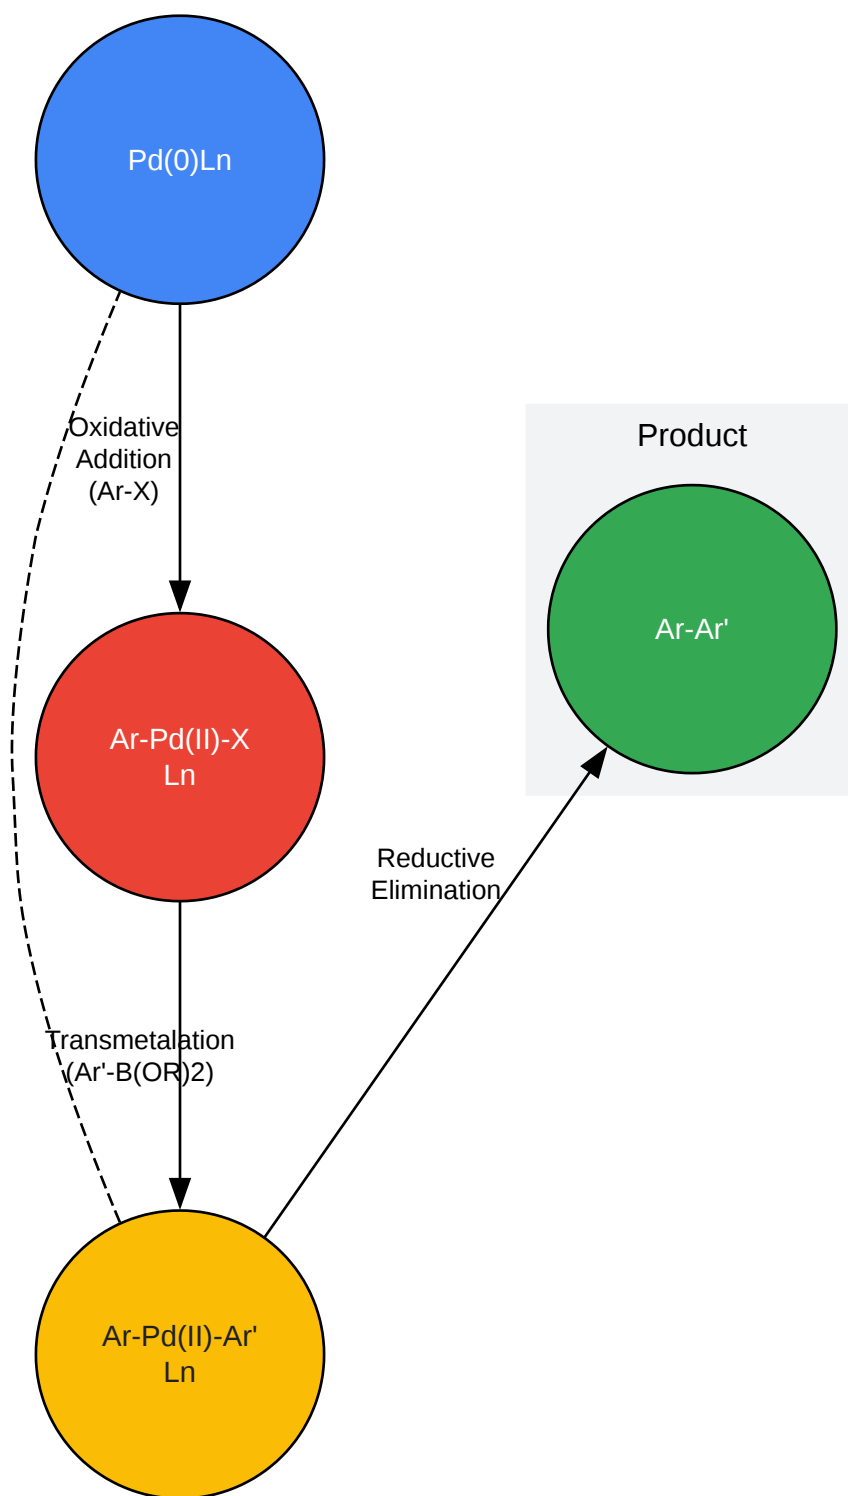 Pd(0)Ln
Oxidative
Addition
(Ar-X)
Product
Ar-Ar'
Ar-Pd(II)-X
Ln
Reductive
Elimination
Transmetalation
(Ar'-B(OR)2)
Ar-Pd(II)-Ar'
Ln